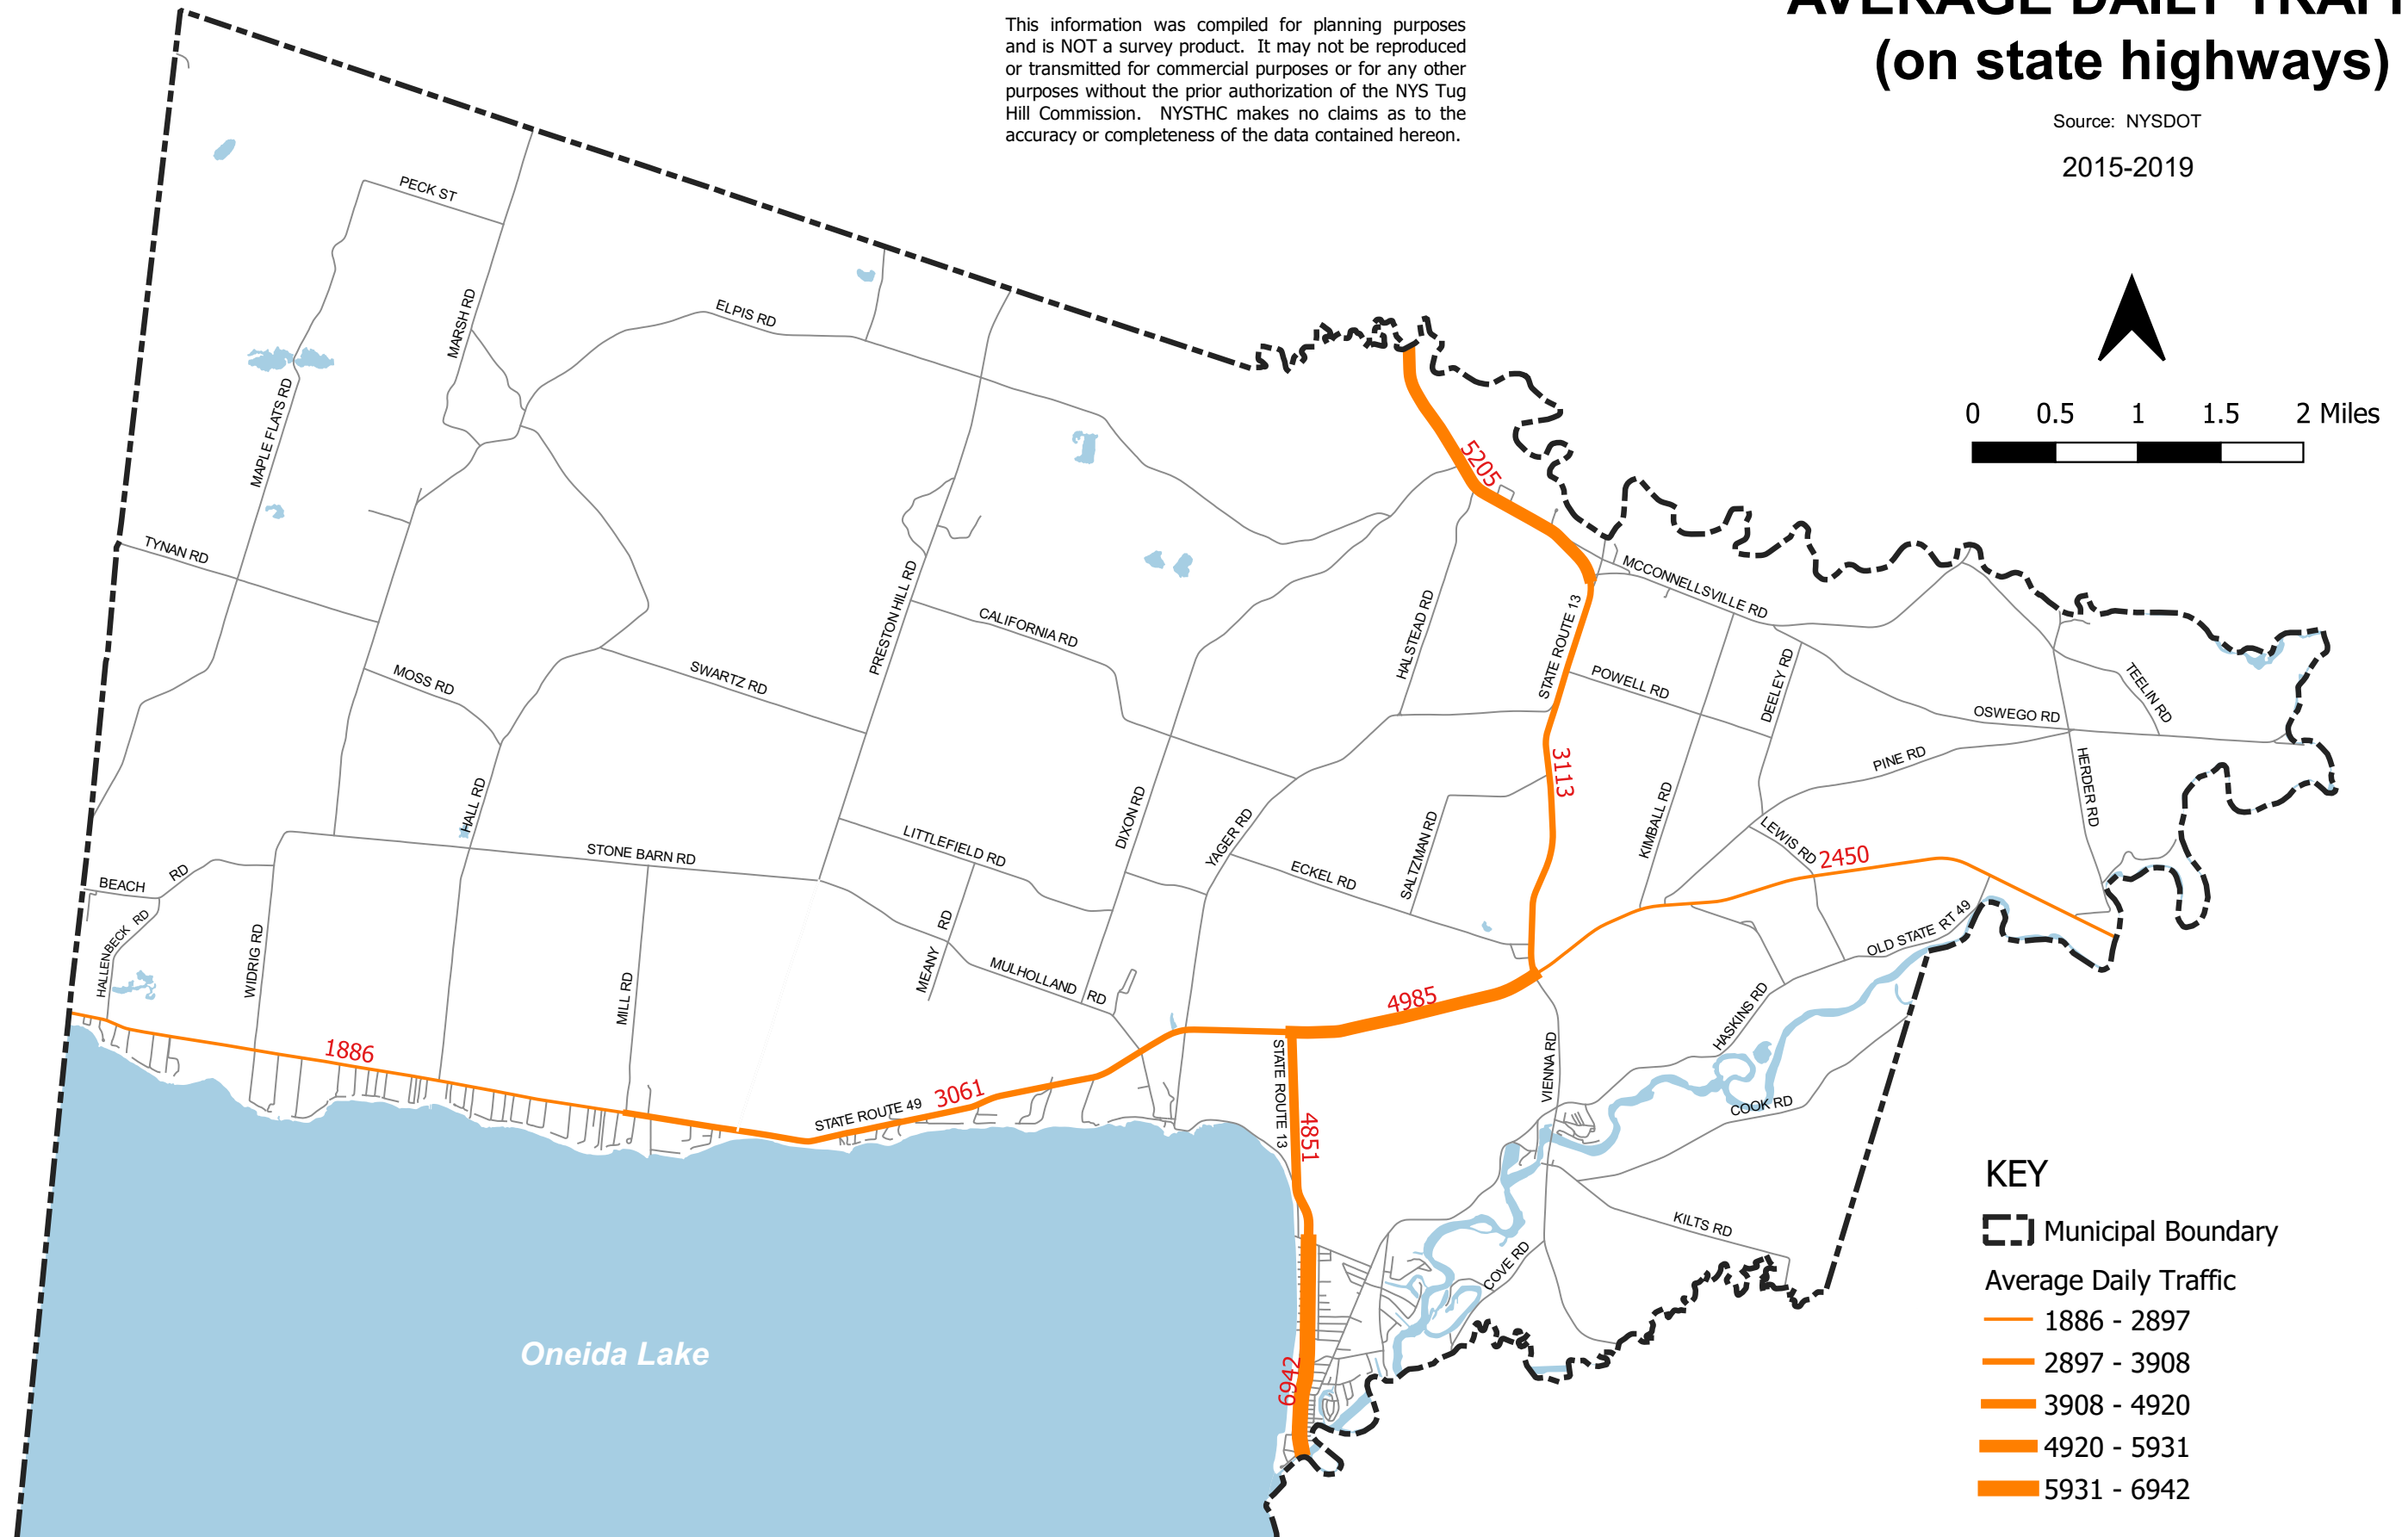 This information was compiled for planning purposes
and is NOT a survey product. It may not be reproduced
or transmitted for commercial purposes or for any other
purposes without the prior authorization of the NYS Tug
Hill Commission. NYSTHC makes no claims as to the
accuracy or completeness of the data contained hereon.
AVERAGE DAILY
(on state highways)
Source: NYSDOT
2015-2019
0 0.5 1 1.5 2 Miles
PECK ST
MARSH RD
ELPIS RD
MAPLE FLATS RD
TYNAN RD
5205
MCCONNELLSVILLE RD
PRESTON HILL RD
CALIFORNIA RD
HALSTEAD RD
STATE ROUTE 13
MOSS RD
SWARTZ RD
POWELL RD
DEELEY RD
TEELIN RD
OSWEGO RD
3113
PINE RD
HERDER RD
HALL RD
KIMBALL RD
DIXON RD
YAGER RD
SALTZMAN RD
LEWIS RD
2450
LITTLEFIELD RD
STONE BARN RD
ECKEL RD
BEACH RD
HALLENBECK RD
WIDRIG RD
MILL RD
MEANY RD
MULHOLLAND RD
OLD STATE RT 49
4985
HASKINS RD
1886
STATE ROUTE 49
3061
STATE ROUTE 13
4851
VIENNA RD
COOK RD
KILTS RD
COVE RD
6942
Oneida Lake
KEY
Municipal Boundary
Average Daily Traffic
1886 - 2897
2897 - 3908
3908 - 4920
4920 - 5931
5931 - 6942